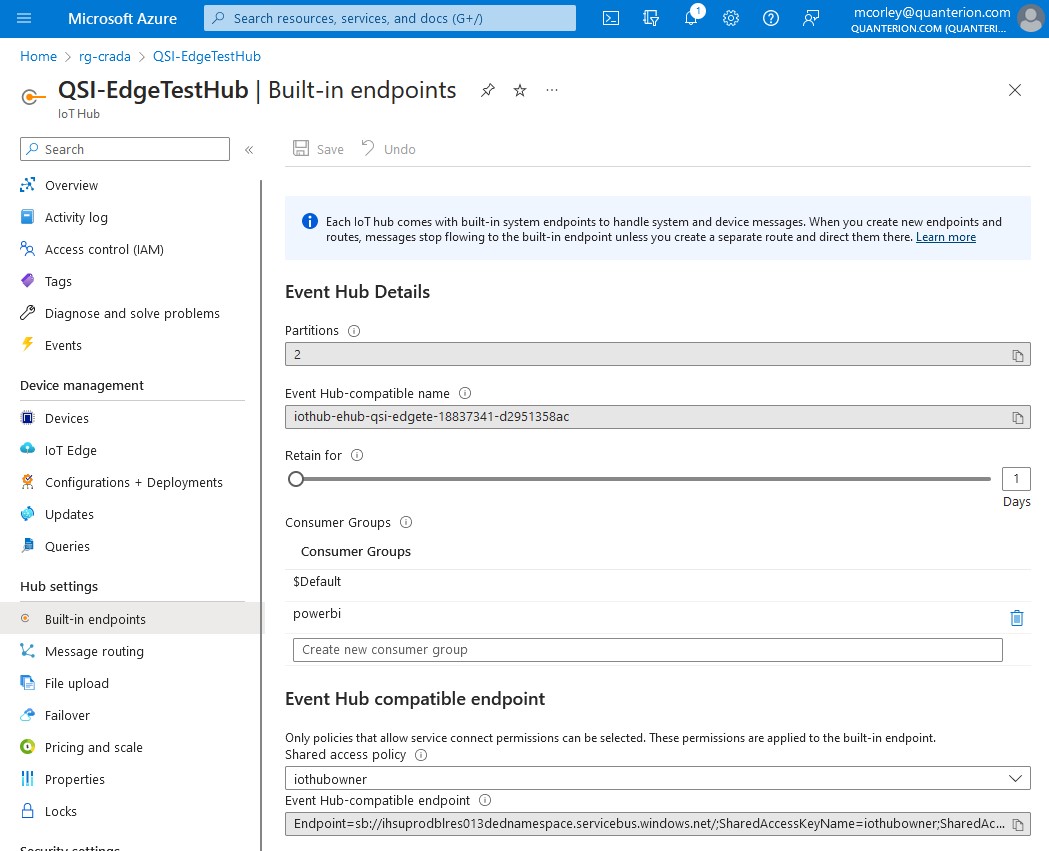 Microsoft Azure
Search resources, services, and docs (G+/)
1
mcorley@quanterion.com
QUANTERION.COM (QUANTERI...
Home > rg-crada > QSI-EdgeTestHub
QSI-EdgeTestHub | Built-in endpoints
IoT Hub
Search
Save
Undo
Overview
Activity log
Access control (IAM)
Tags
Diagnose and solve problems
Events
Device management
Devices
IoT Edge
Configurations + Deployments
Updates
Queries
Hub settings
Built-in endpoints
Message routing
File upload
Failover
Pricing and scale
Properties
Locks
Security settings
Each IoT hub comes with built-in system endpoints to handle system and device messages. When you create new endpoints and
routes, messages stop flowing to the built-in endpoint unless you create a separate route and direct them there. Learn more
Event Hub Details
Partitions
2
Event Hub-compatible name
iothub-ehub-qsi-edgete-18837341-d2951358ac
Retain for
1
Days
Consumer Groups
Consumer Groups
$Default
powerbi
Create new consumer group
Event Hub compatible endpoint
Only policies that allow service connect permissions can be selected. These permissions are applied to the built-in endpoint.
Shared access policy
iothubowner
Event Hub-compatible endpoint
Endpoint=sb://ihsuprodblres013dednamespace.servicebus.windows.net/;SharedAccessKeyName=iothubowner;SharedAc...